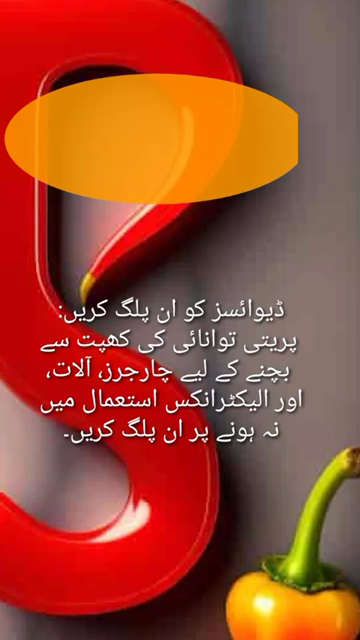 ڈیوائسز کو ان پلگ کریں:
پریتی توانائی کی کھپت سے
بچنے کے لیے چارجرز، آلات،
اور الیکٹرانکس استعمال میں
نہ ہونے پر ان پلگ کریں۔